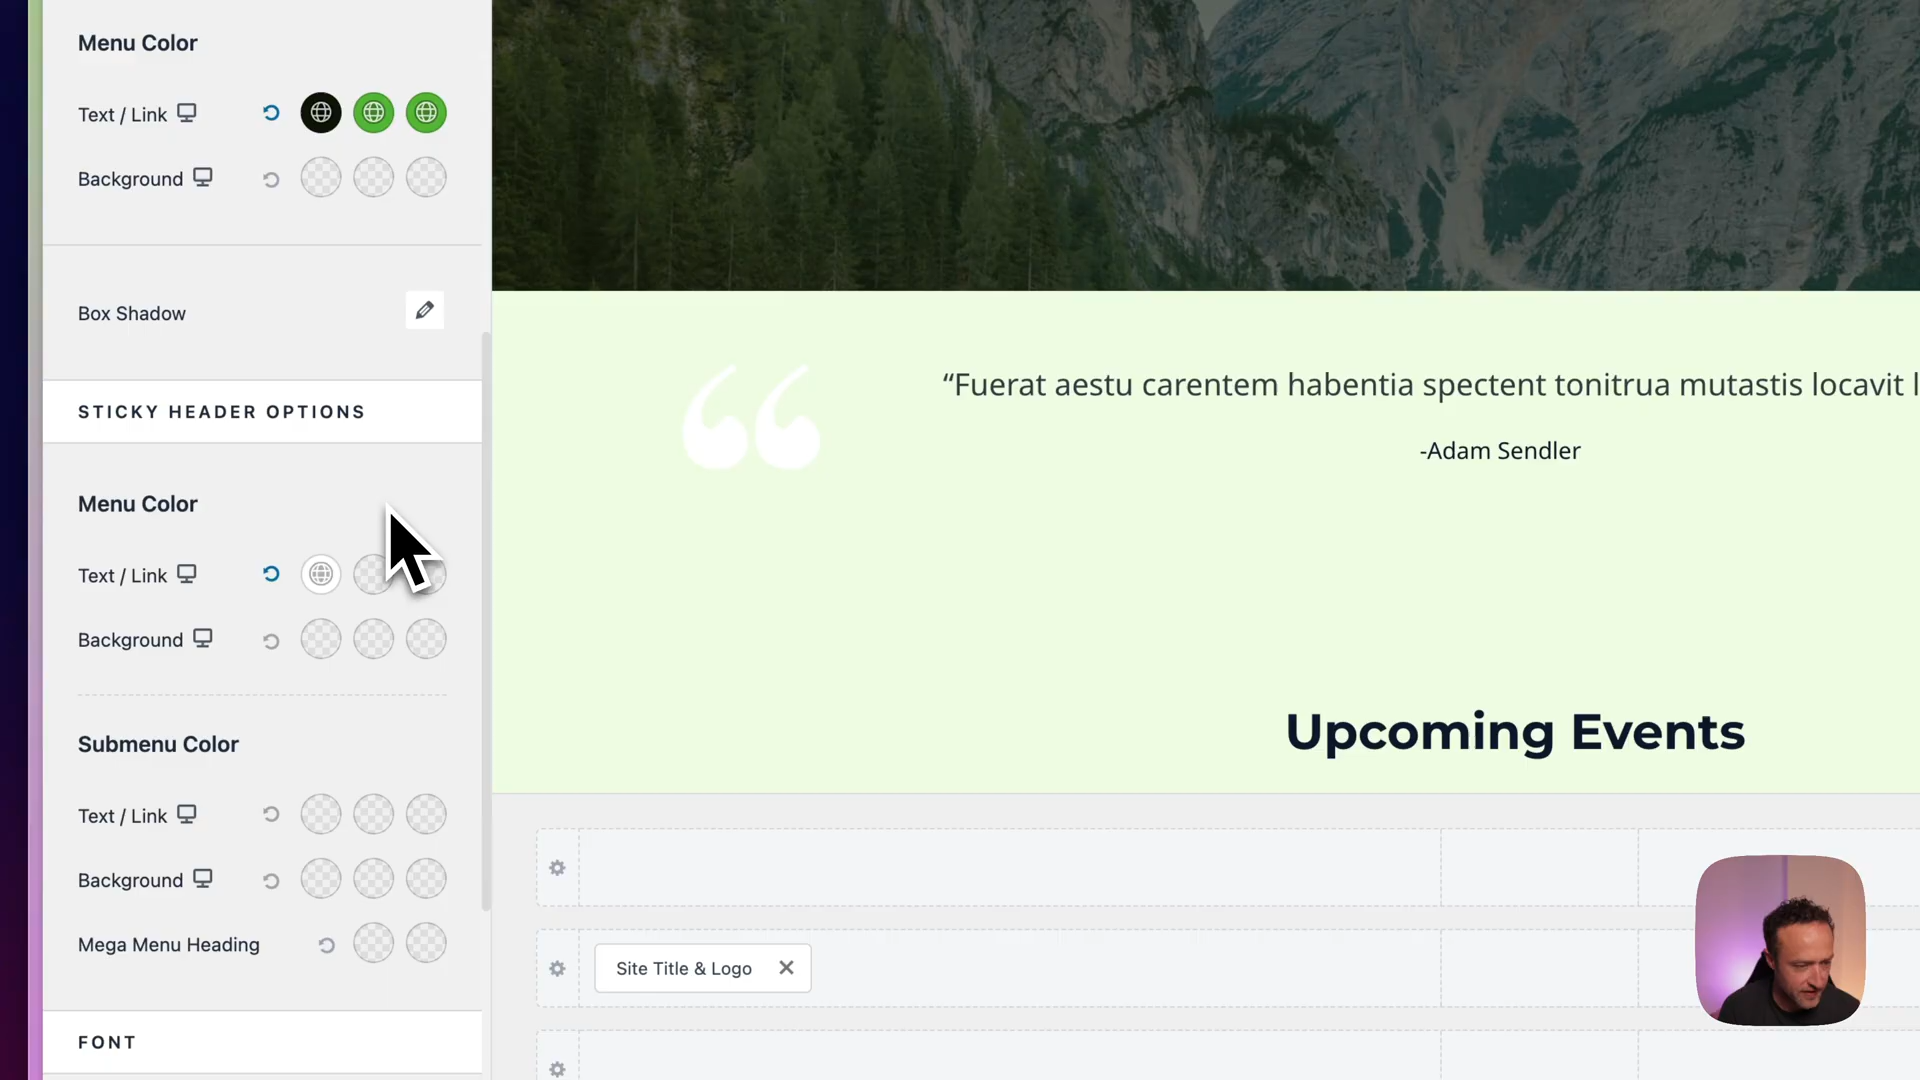 Menu Color
Text / Link
Background
Box Shadow
STICKY HEADER OPTIONS
Menu Color
Text / Link
Background
Submenu Color
Text / Link
Background
Mega Menu Heading
FONT
“Fuerat aestu carentem habentia spectent tonitrua mutastis locavit
-Adam Sendler
Upcoming Events
Site Title & Logo